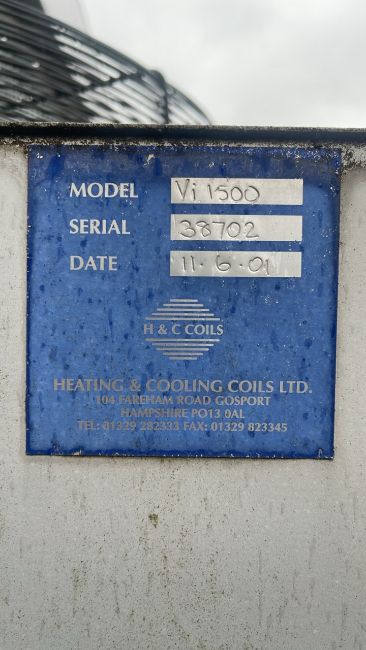 MODEL Vi 1500
SERIAL 38702
DATE 11·6·01
H & C COILS
HEATING & COOLING COILS LTD.
104 FAREHAM ROAD GOSPORT
HAMPSHIRE PO13 0AL
TEL: 01329 282333 FAX: 01329 823345